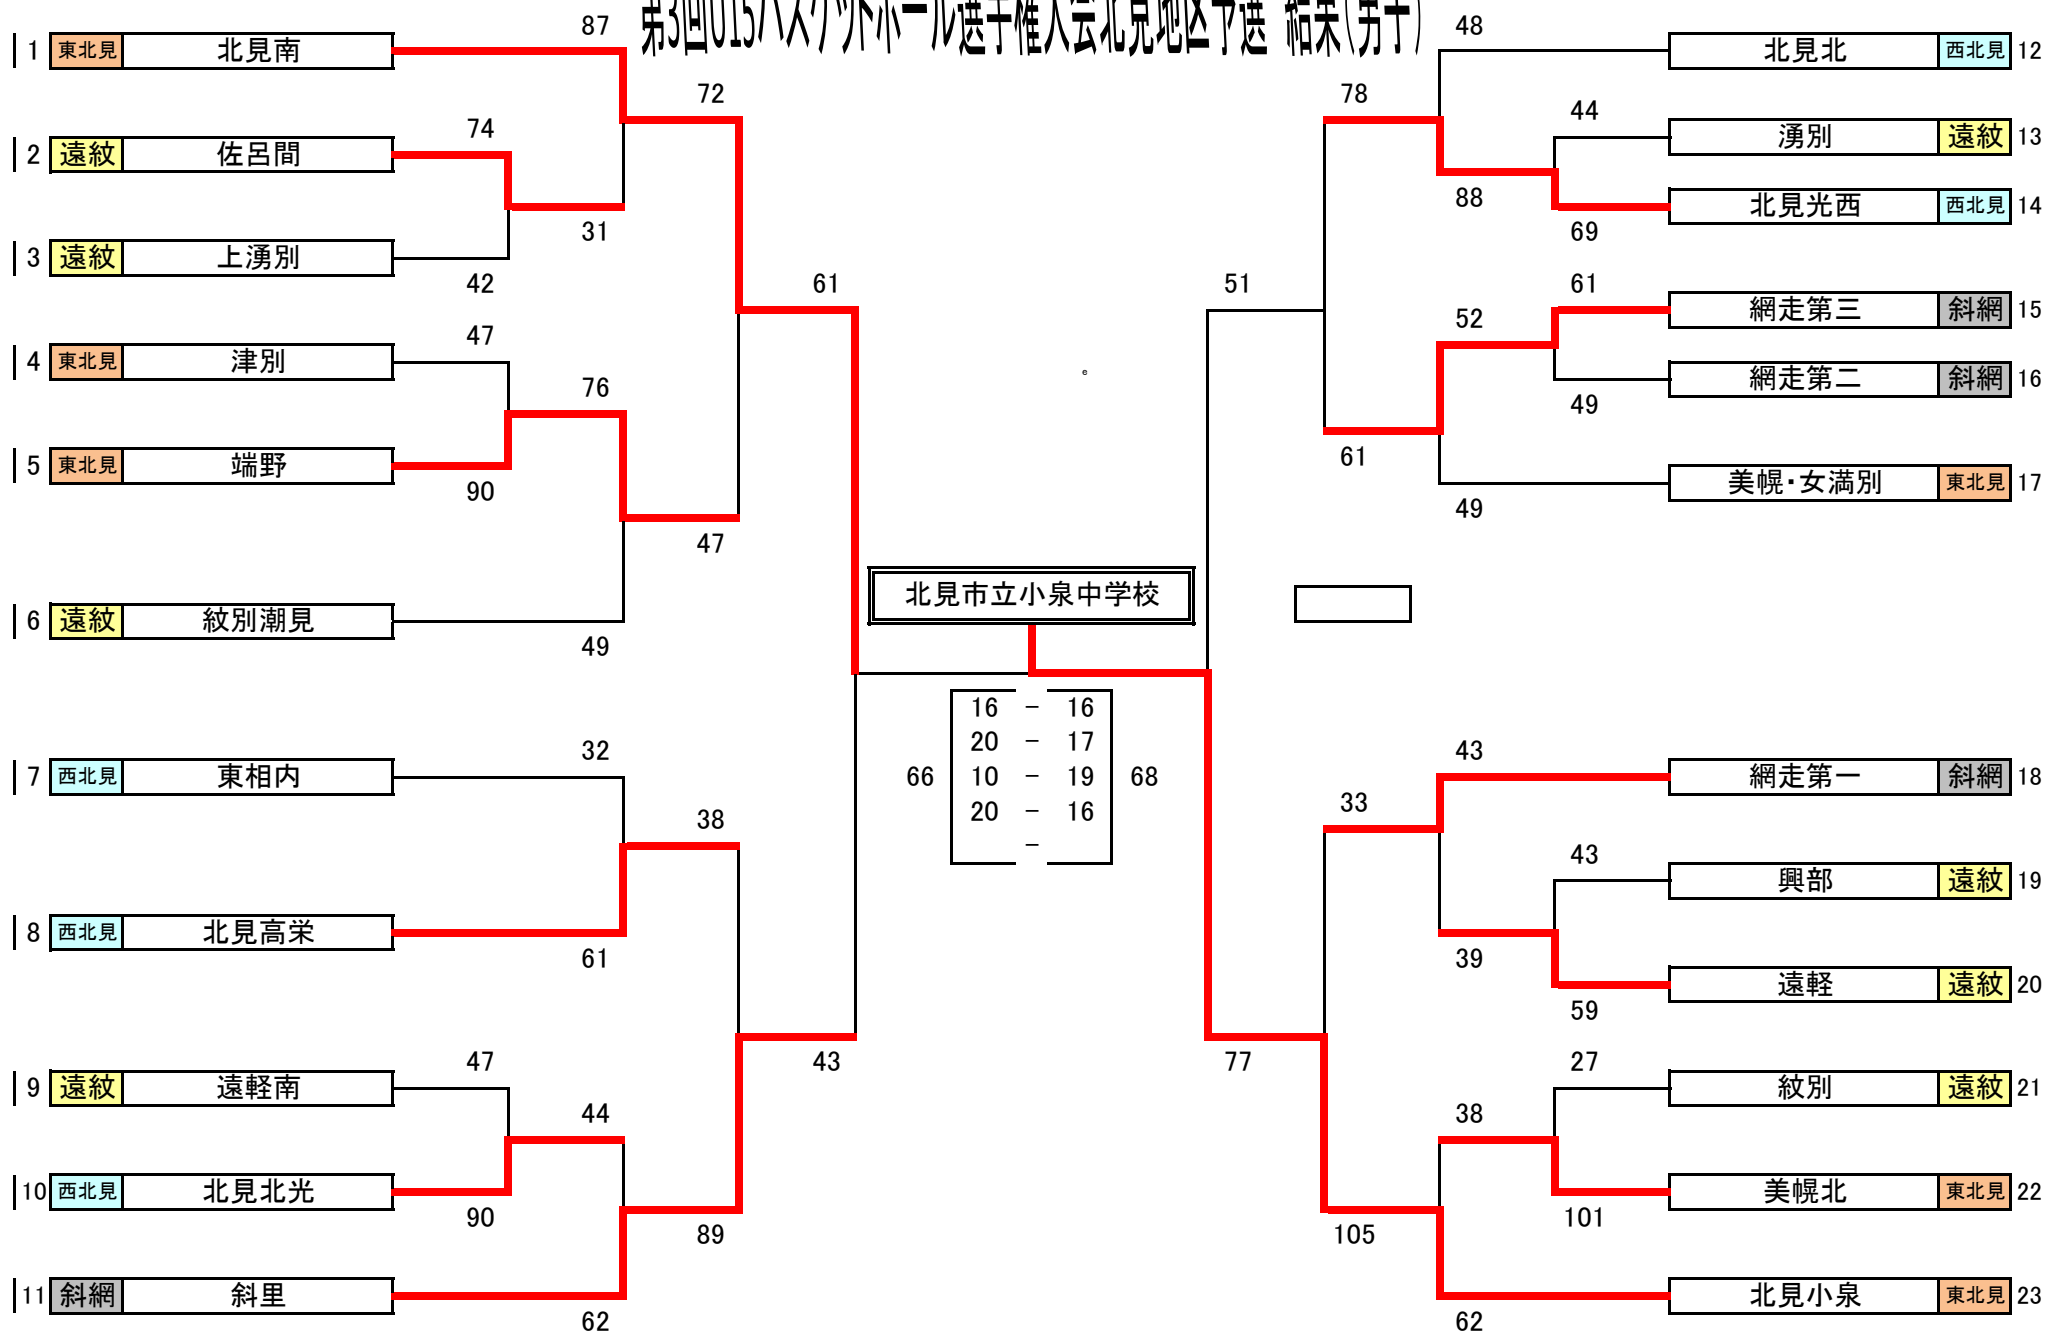 第3回U15バスケットボール選手権大会北見地区予選 結果(男子)
1 東北見 北見南
87
72
2 遠紋 佐呂間
74
31
3 遠紋 上湧別
42
61
4 東北見 津別
47
76
5 東北見 端野
90
47
6 遠紋 紋別潮見
49
7 西北見 東相内
32
38
8 西北見 北見高栄
61
43
9 遠紋 遠軽南
47
44
10 西北見 北見北光
90
89
11 斜網 斜里
62
北見市立小泉中学校
16 - 16
20 - 17
66 10 - 19 68
20 - 16
-
48
北見北 西北見 12
78
44
湧別 遠紋 13
88
北見光西 西北見 14
69
51
61
網走第三 斜網 15
52
網走第二 斜網 16
49
61
美幌・女満別 東北見 17
49
43
網走第一 斜網 18
33
43
興部 遠紋 19
39
遠軽 遠紋 20
59
77
27
紋別 遠紋 21
38
美幌北 東北見 22
101
105
北見小泉 東北見 23
62